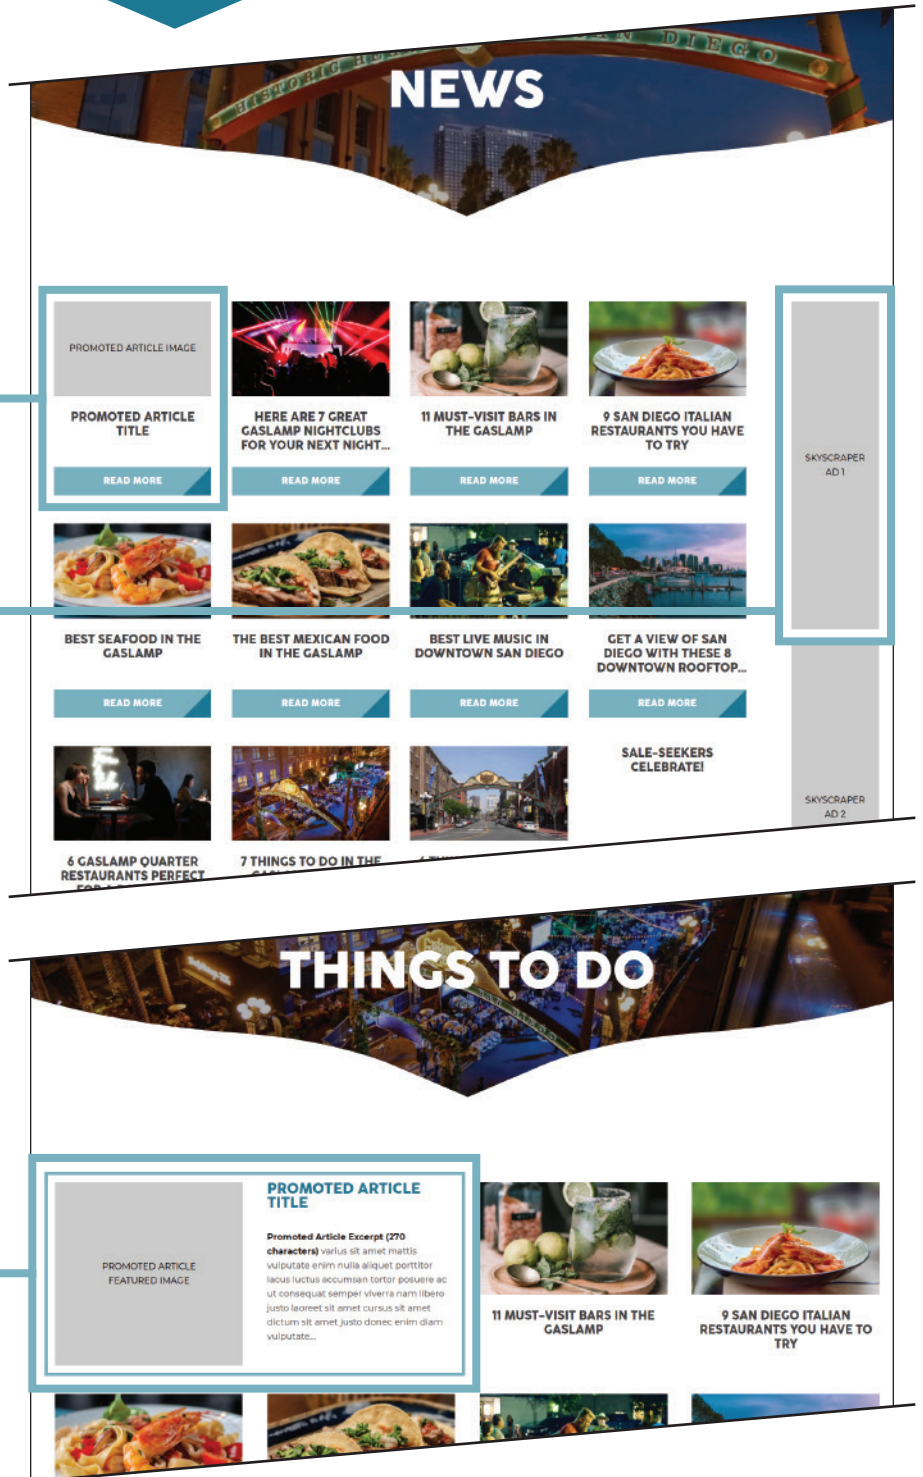 HISTORIC HE
SAN DIEGO
NEWS
PROMOTED ARTICLE IMAGE
PROMOTED ARTICLE
TITLE
READ MORE
HERE ARE 7 GREAT
GASLAMP NIGHTCLUBS
FOR YOUR NEXT NIGHT...
READ MORE
11 MUST-VISIT BARS IN
THE GASLAMP
READ MORE
9 SAN DIEGO ITALIAN
RESTAURANTS YOU HAVE
TO TRY
READ MORE
SKYSCRAPER
AD 1
BEST SEAFOOD IN THE
GASLAMP
READ MORE
THE BEST MEXICAN FOOD
IN THE GASLAMP
READ MORE
BEST LIVE MUSIC IN
DOWNTOWN SAN DIEGO
READ MORE
GET A VIEW OF SAN
DIEGO WITH THESE 8
DOWNTOWN ROOFTOP...
READ MORE
6 GASLAMP QUARTER
RESTAURANTS PERFECT
7 THINGS TO DO IN THE
SALE-SEEKERS
CELEBRATE!
SKYSCRAPER
AD 2
THINGS TO DO
PROMOTED ARTICLE
FEATURED IMAGE
PROMOTED ARTICLE
TITLE
Promoted Article Excerpt (270
characters) varius sit amet mattis
vulputate enim nulla aliquet porttitor
lacus luctus accumsan tortor posuere ac
ut consequat semper viverra nam libero
justo laoreet sit amet cursus sit amet
dictum sit amet justo donec enim diam
vulputate...
11 MUST-VISIT BARS IN THE
GASLAMP
9 SAN DIEGO ITALIAN
RESTAURANTS YOU HAVE TO
TRY